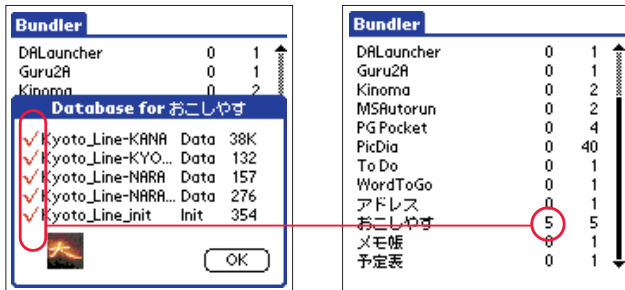 Bundler
DALauncher 0 1
Guru2A 0 1
Kinoma 0 2
Database for おこしやす
Kyoto_Line-KANA Data 38K
Kyoto_Line-KYO... Data 132
Kyoto_Line-NARA Data 157
Kyoto_Line-NARA... Data 276
Kyoto_Line_init Init 354
大
OK
Bundler
DALauncher 0 1
Guru2A 0 1
Kinoma 0 2
MSAutorun 0 2
PG Pocket 0 4
PicDia 0 40
To Do 0 1
WordToGo 0 1
アドレス 0 1
おこしやす 5 5
メモ帳 0 1
予定表 0 1